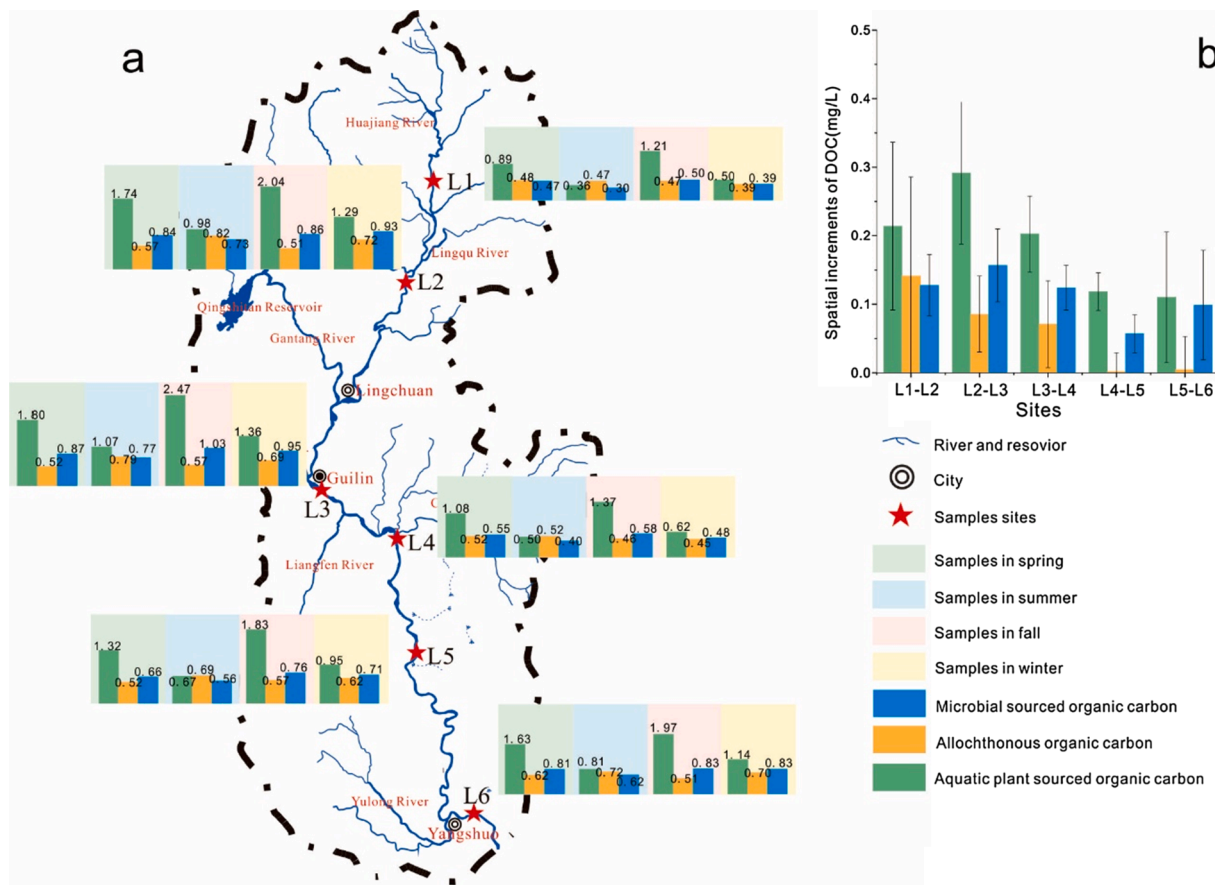 a
Huajiang River
L1
0.89
0.48
0.47
0.36
0.47
0.30
1.21
0.47
0.50
0.50
0.39
0.39
1.74
0.57
0.84
0.98
0.82
0.73
2.04
0.51
0.86
1.29
0.72
0.93
Lingqu River
L2
Qingshitan Reservoir
Gantang River
Lingchuan
1.80
0.52
0.87
1.07
0.79
0.77
2.47
0.57
1.03
1.36
0.69
0.95
Guilin
L3
L4
1.08
0.52
0.55
0.50
0.52
0.40
1.37
0.46
0.58
0.62
0.45
0.48
Liangfen River
1.32
0.52
0.66
0.67
0.69
0.56
1.83
0.57
0.76
0.95
0.62
0.71
L5
1.63
0.62
0.81
0.81
0.72
0.62
1.97
0.51
0.83
1.14
0.70
0.83
Yulong River
L6
Yangshuo
b
Spatial increments of DOC(mg/L)
0.5
0.4
0.3
0.2
0.1
0.0
L1-L2
L2-L3
L3-L4
L4-L5
L5-L6
Sites
River and resovior
City
Samples sites
Samples in spring
Samples in summer
Samples in fall
Samples in winter
Microbial sourced organic carbon
Allochthonous organic carbon
Aquatic plant sourced organic carbon